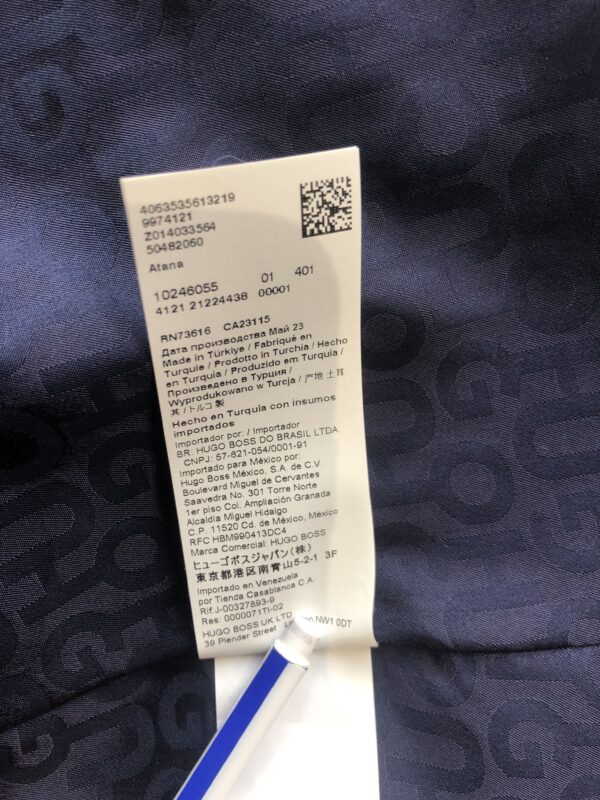 4063535613219
9974121
Z014033564
50482060
Atana
10246055 01 401
4121 21224438 00001
RN73616 CA23115
Дата производства Май 23
Made in Türkiye / Fabriqué en
Turquie / Prodotto in Turchia / Hecho
en Turquía / Produzido em Turquia /
Произведено в Турция /
Wyprodukowano w Turcja / 产地 土耳
其 / トルコ 製
Hecho en Turquía con insumos
importados
Importador por: / Importador
BR: HUGO BOSS DO BRASIL LTDA
CNPJ: 57-621-054/0001-91
Importado para México por:
Hugo Boss México, S.A. de C.V.
Boulevard Miguel de Cervantes
Saavedra No. 301 Torre Norte
1er piso Col. Ampliación Granada
Alcaldía Miguel Hidalgo
C.P. 11520 Cd. de México, México
RFC HBM990413DC4
Marca Comercial: HUGO BOSS
ヒューゴボスジャパン(株)
東京都港区南青山5-2-1 3F
Importado en Venezuela
por Tienda Casablanca C.A.
Rif:J-00327893-9
Res: 0000071TI-02
HUGO BOSS UK LTD
39 Plender Street NW1 0DT